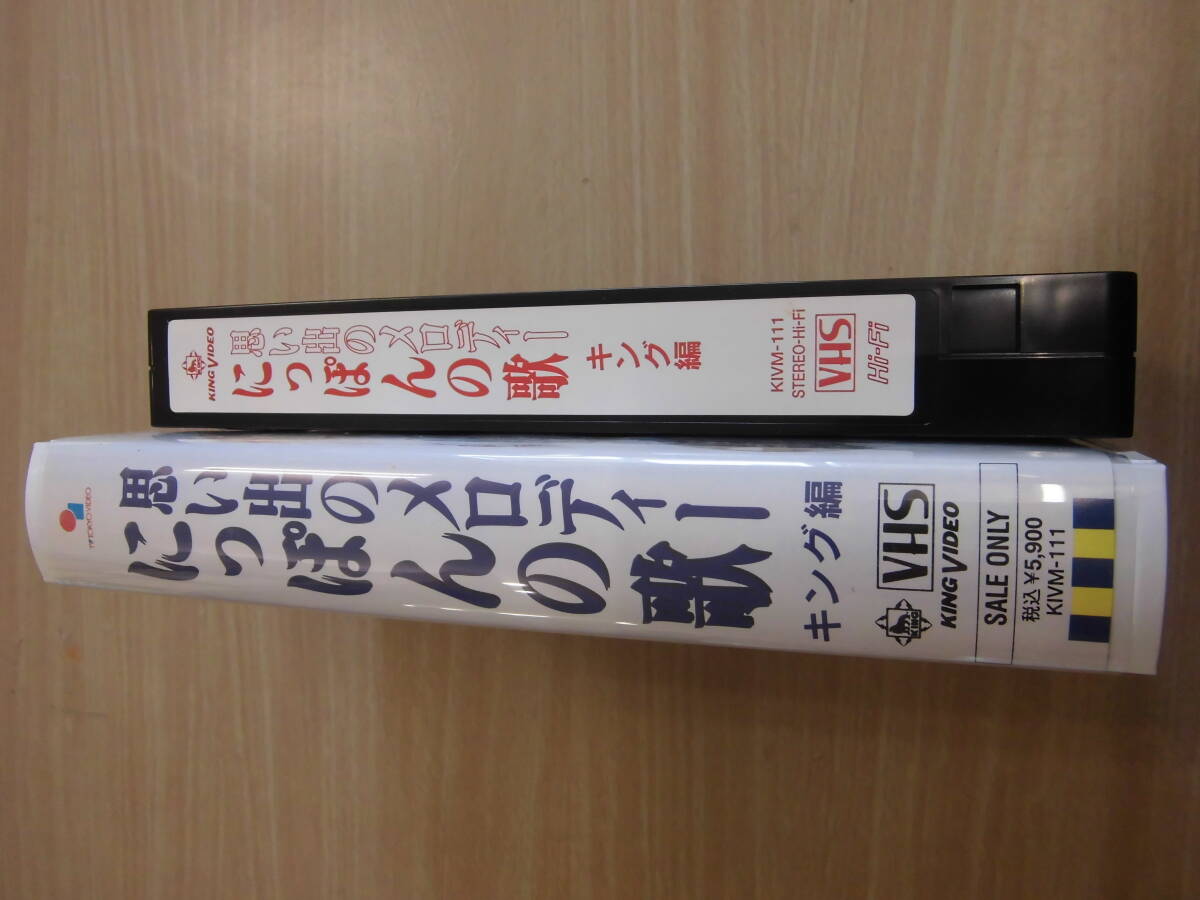 KING VIDEO
思い出のメロディー
にっぽんの歌
キング編
KIVM-111
STEREO・Hi-Fi
VHS
Hi-Fi
思い出のメロディー
にっぽんの歌
キング編
VHS
KING
KING VIDEO
SALE ONLY
税込¥5,900
KIVM-111